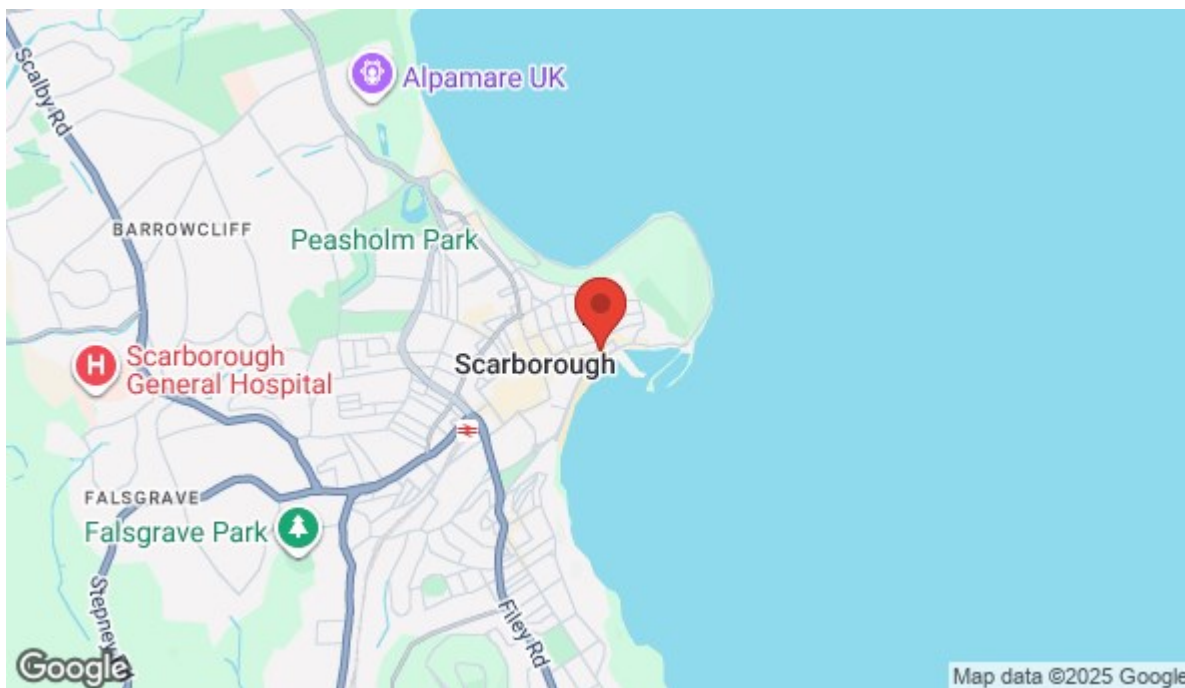 Scalby Rd
Alpamare UK
BARROWCLIFF
Peasholm Park
H
Scarborough
General Hospital
Scarborough
FALSGRAVE
Falsgrave Park
Stepney
Filey Rd
Google
Map data ©2025 Google